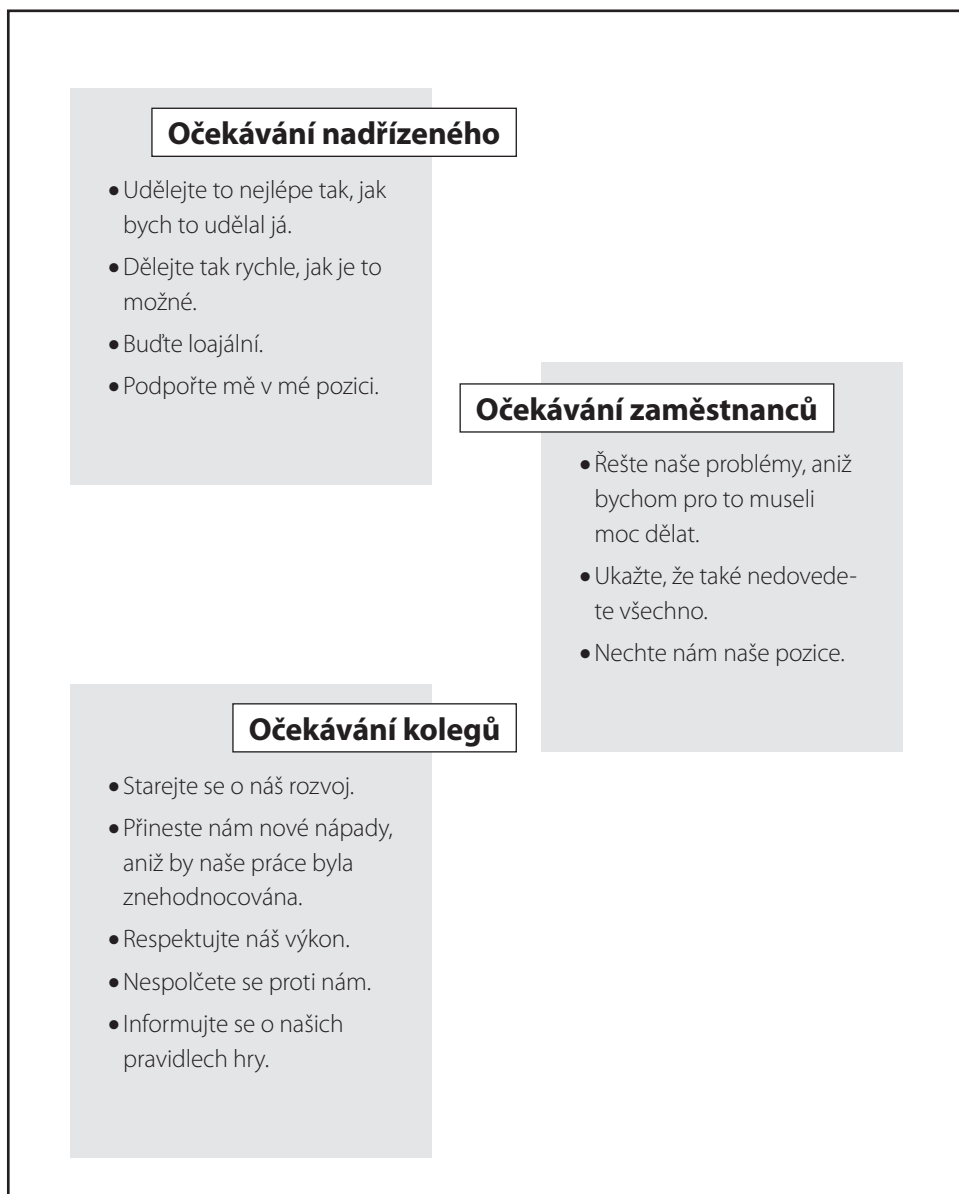 Očekávání nadřízeného
• Udělejte to nejlépe tak, jak
bych to udělal já.
• Dělejte tak rychle, jak je to
možné.
• Buďte loajální.
• Podpořte mě v mé pozici.
Očekávání zaměstnanců
• Řešte naše problémy, aniž
bychom pro to museli
moc dělat.
• Ukažte, že také nedovede-
te všechno.
• Nechte nám naše pozice.
Očekávání kolegů
• Starejte se o náš rozvoj.
• Přineste nám nové nápady,
aniž by naše práce byla
znehodnocována.
• Respektujte náš výkon.
• Nespolčete se proti nám.
• Informujte se o našich
pravidlech hry.